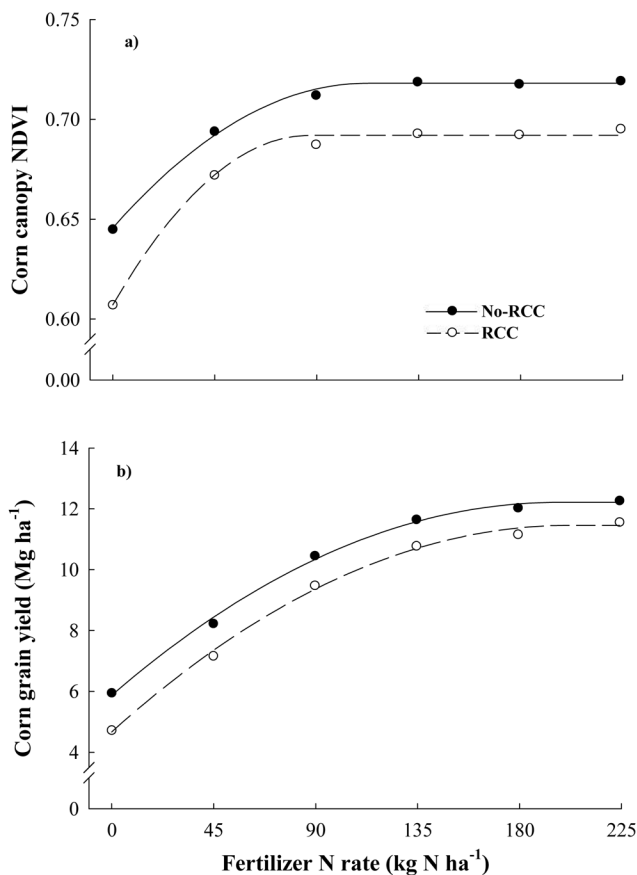 a)
Corn canopy NDVI
0.75
0.70
0.65
0.60
0.00
No-RCC
RCC
b)
Corn grain yield (Mg ha⁻¹)
14
12
10
8
6
4
0
0 45 90 135 180 225
Fertilizer N rate (kg N ha⁻¹)